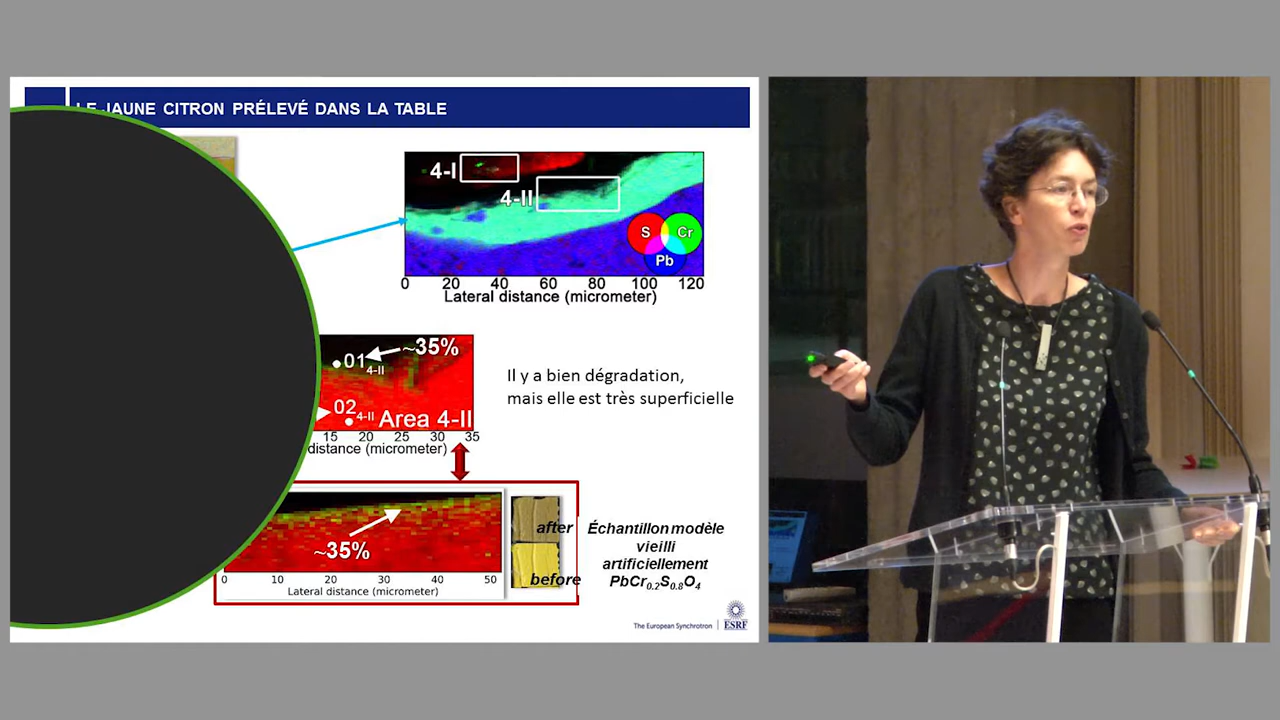 LE JAUNE CITRON PRÉLEVÉ DANS LA TABLE
4-I
4-II
S Cr
Pb
0 20 40 60 80 100 120
Lateral distance (micrometer)
~35%
01 4-II
02 4-II Area 4-II
15 20 25 30 35
distance (micrometer)
Il y a bien dégradation,
mais elle est très superficielle
~35%
0 10 20 30 40 50
Lateral distance (micrometer)
after
before
Échantillon modèle
vieilli
artificiellement
PbCr0.2S0.8O4
The European Synchrotron | ESRF